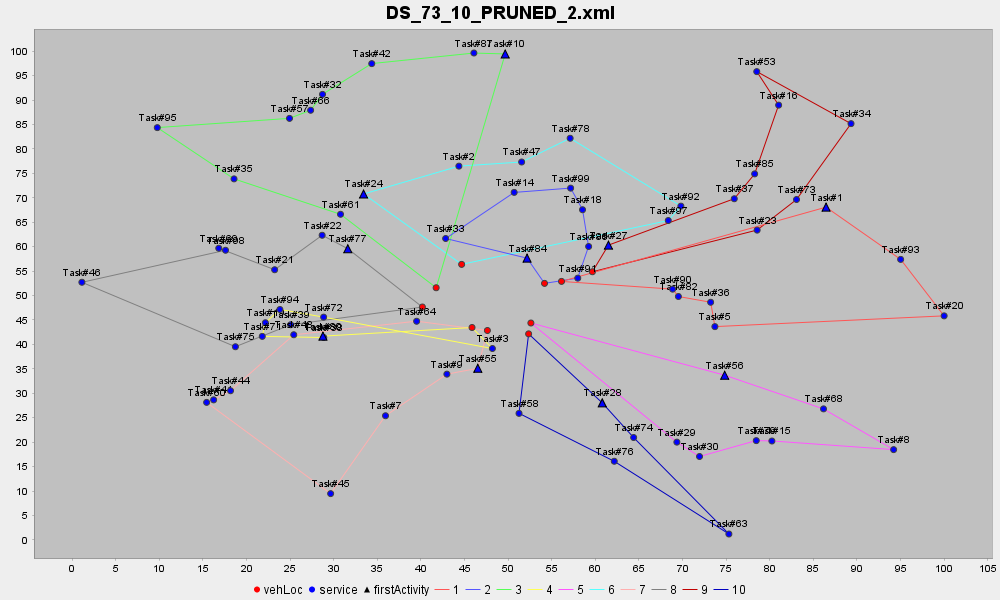 DS_73_10_PRUNED_2.xml
Task#87
Task#10
Task#42
Task#53
Task#32
Task#16
Task#66
Task#57
Task#95
Task#34
Task#78
Task#47
Task#2
Task#85
Task#35
Task#24
Task#14
Task#99
Task#37
Task#73
Task#1
Task#18
Task#92
Task#61
Task#97
Task#23
Task#22
Task#33
Task#77
Task#27
Task#84
Task#93
Task#21
Task#46
Task#91
Task#90
Task#82
Task#36
Task#94
Task#72
Task#39
Task#64
Task#5
Task#20
Task#75
Task#3
Task#55
Task#9
Task#56
Task#44
Task#28
Task#68
Task#7
Task#58
Task#74
Task#29
Task#15
Task#30
Task#8
Task#76
Task#45
Task#63
100
95
90
85
80
75
70
65
60
55
50
45
40
35
30
25
20
15
10
5
0
0 5 10 15 20 25 30 35 40 45 50 55 60 65 70 75 80 85 90 95 100 105
vehLoc service firstActivity 1 2 3 4 5 6 7 8 9 10